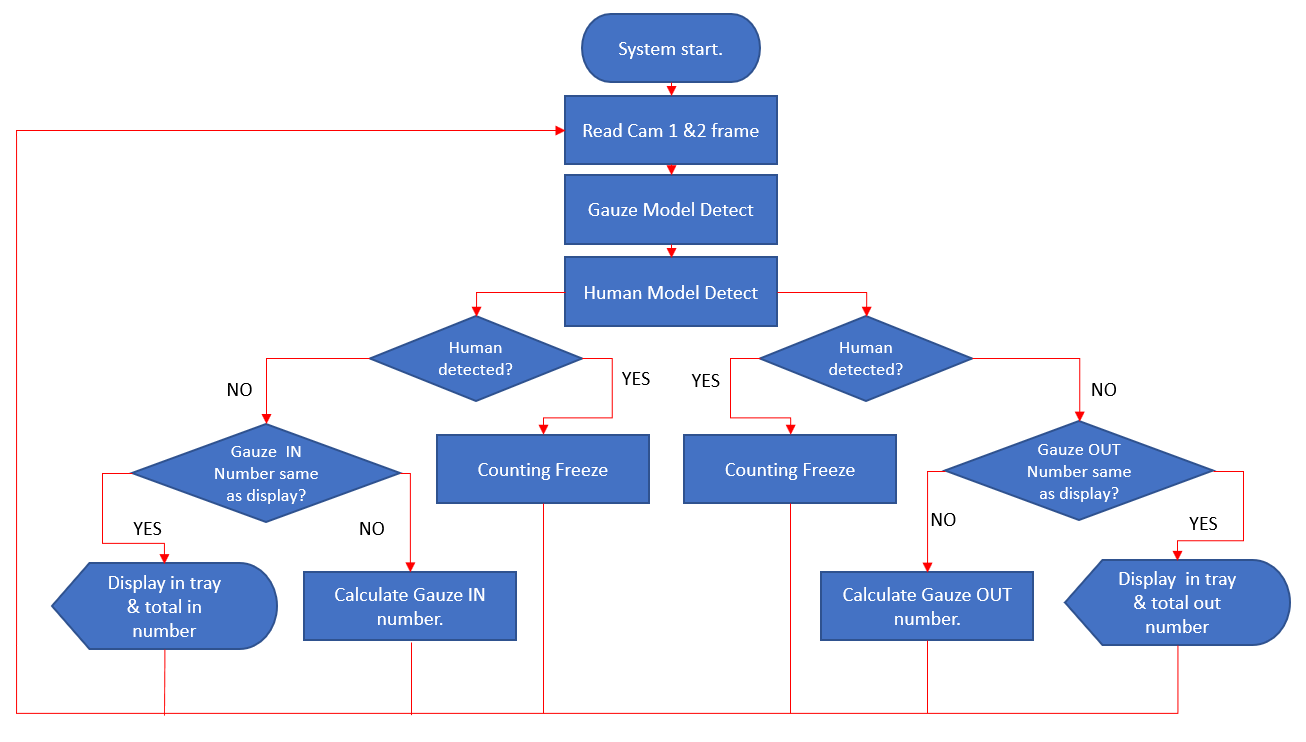 System start.
Read Cam 1 &2 frame
Gauze Model Detect
Human Model Detect
Human
detected?
Human
detected?
NO
YES
YES
NO
Gauze  IN
Number same
as display?
Counting Freeze
Counting Freeze
Gauze OUT
Number same
as display?
YES
NO
NO
YES
Display in tray
& total in
number
Calculate Gauze IN
number.
Calculate Gauze OUT
number.
Display  in tray
& total out
number